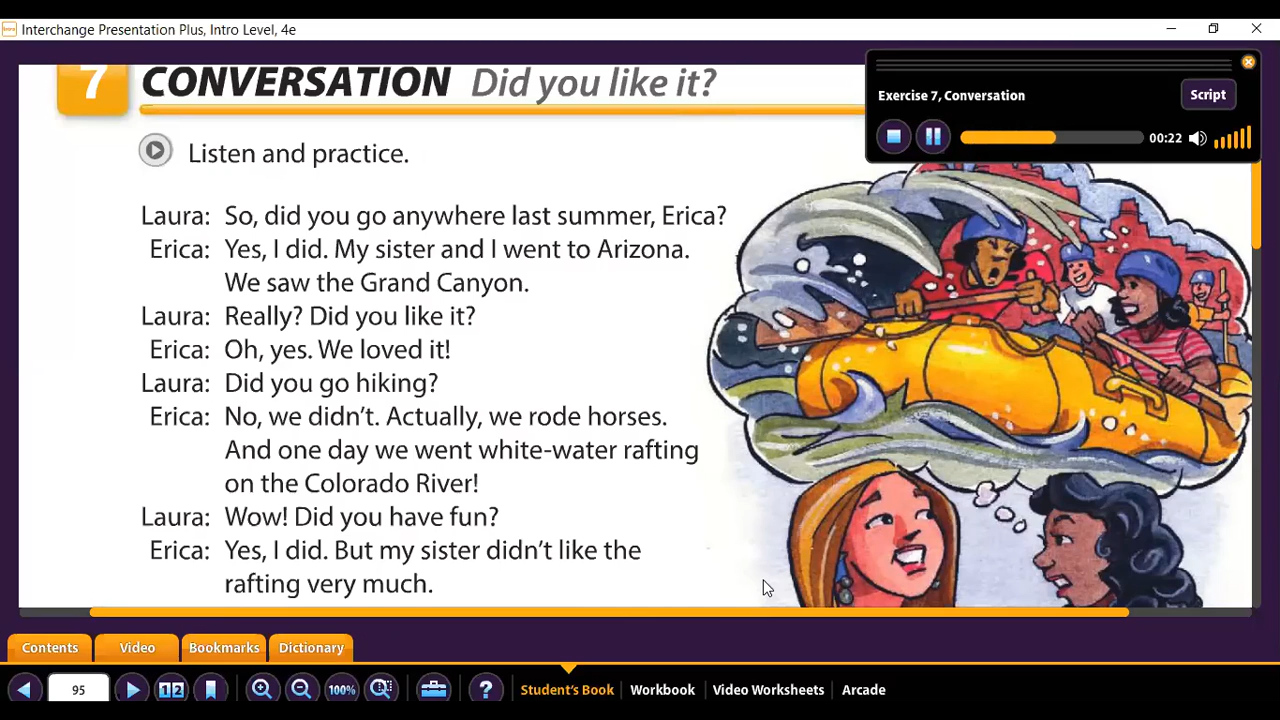 Interchange Presentation Plus, Intro Level, 4e
7 CONVERSATION Did you like it?
Exercise 7, Conversation
Script
00:22
Listen and practice.
Laura: So, did you go anywhere last summer, Erica?
Erica: Yes, I did. My sister and I went to Arizona.
We saw the Grand Canyon.
Laura: Really? Did you like it?
Erica: Oh, yes. We loved it!
Laura: Did you go hiking?
Erica: No, we didn't. Actually, we rode horses.
And one day we went white-water rafting
on the Colorado River!
Laura: Wow! Did you have fun?
Erica: Yes, I did. But my sister didn't like the
rafting very much.
Contents Video Bookmarks Dictionary
95 1 2 100% ? Student's Book Workbook Video Worksheets Arcade